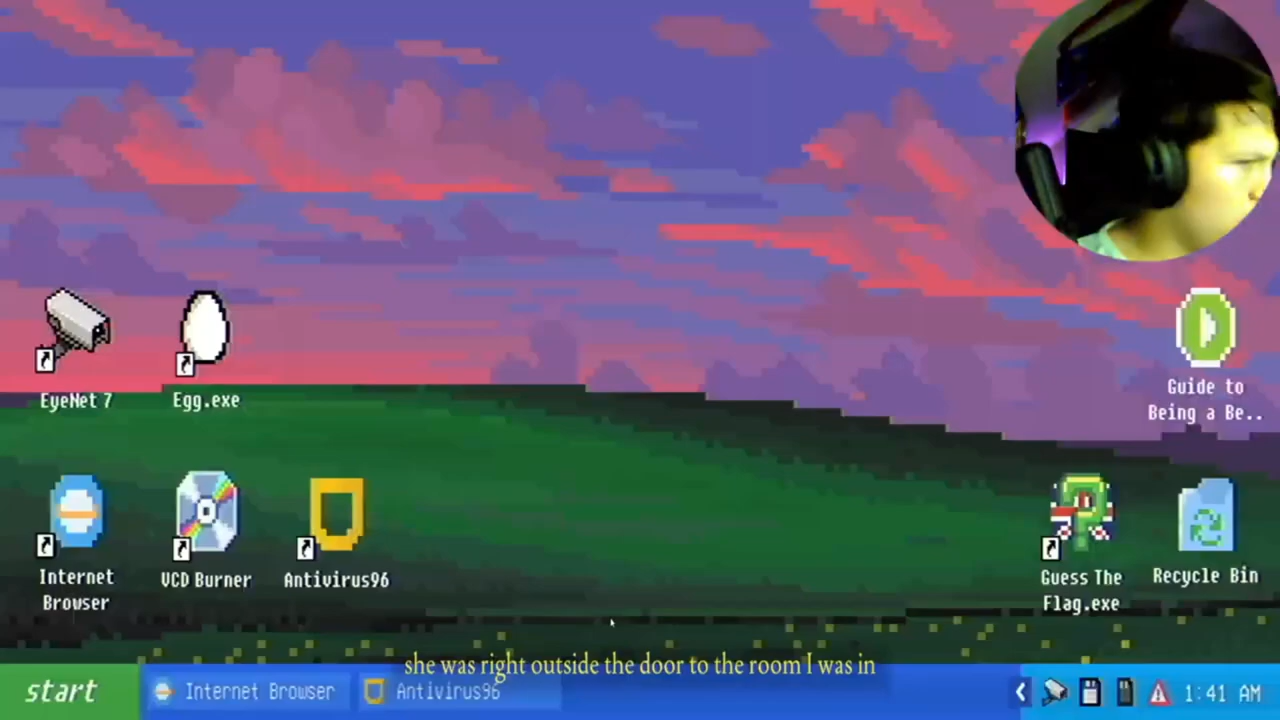 EyeNet 7
Egg.exe
Guide to
Being a Be..
Internet
Browser
VCD Burner
Antivirus96
Guess The
Flag.exe
Recycle Bin
she was right outside the door to the room I was in
start
Internet Browser
Antivirus96
1:41 AM